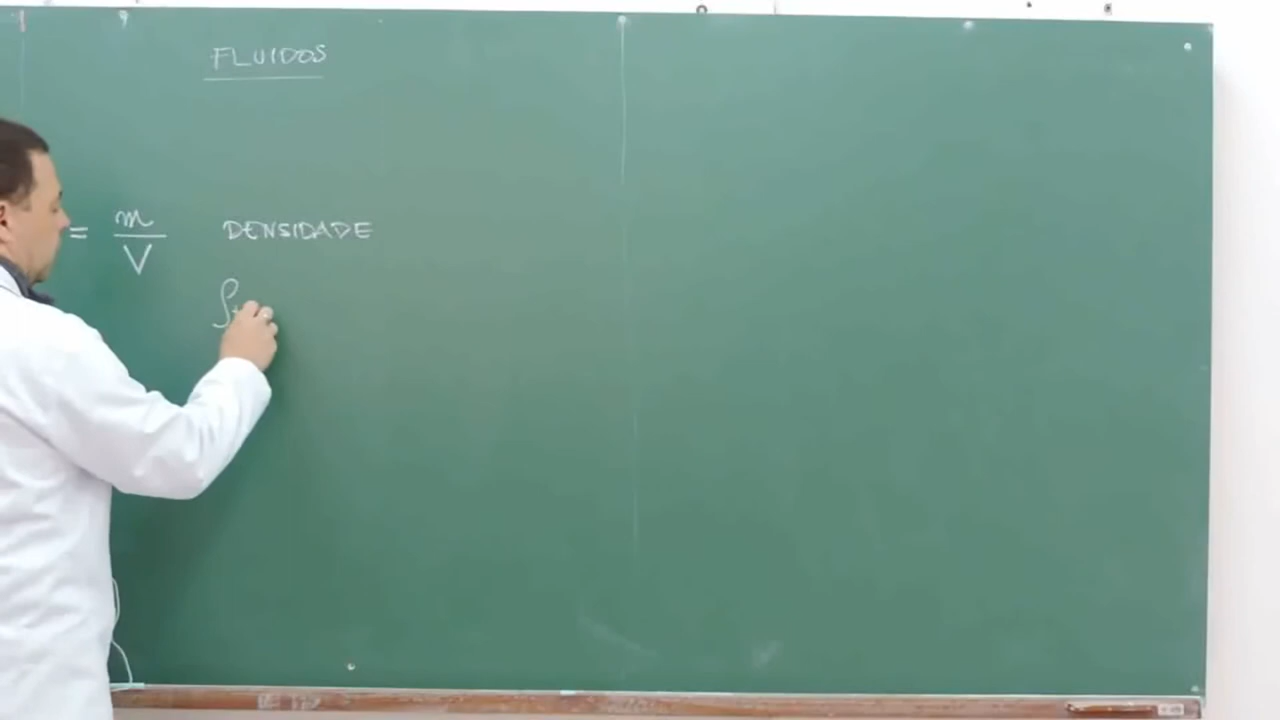 FLUIDOS
= m/V DENSIDADE
ρ